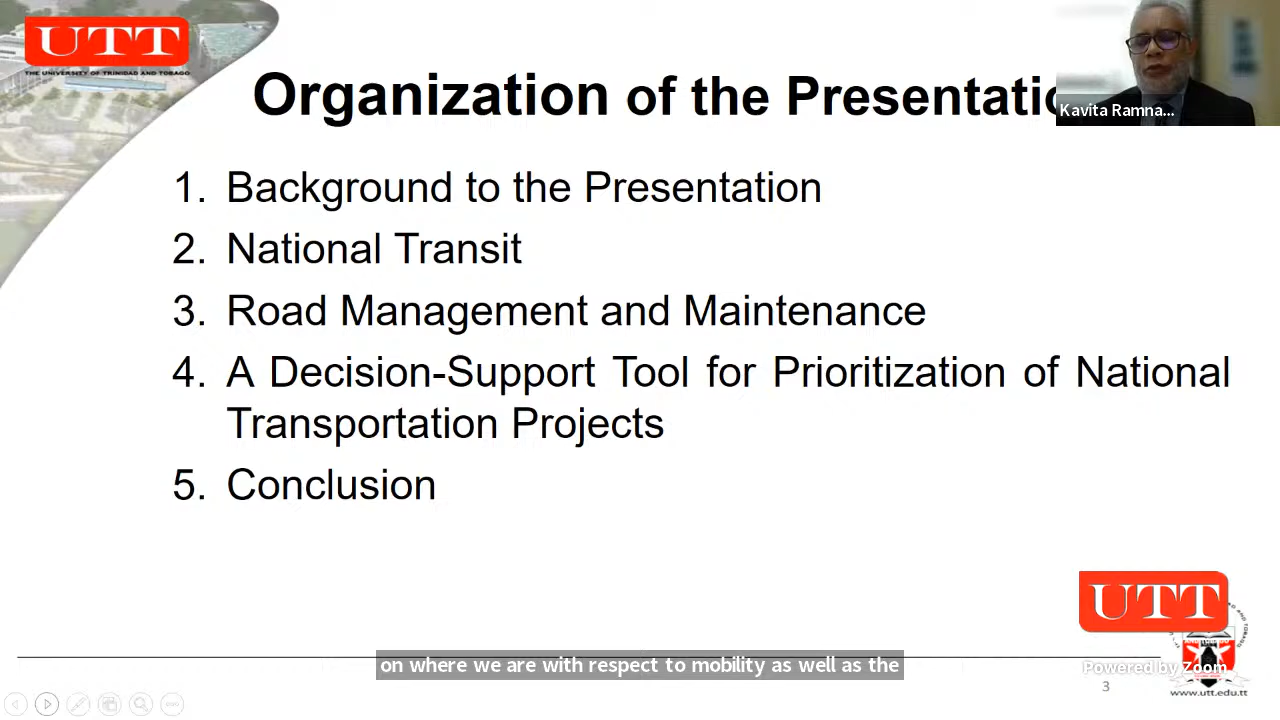 UTT
THE UNIVERSITY OF TRINIDAD AND TOBAGO
Organization of the Presentatio
Kavita Ramna...
1. Background to the Presentation
2. National Transit
3. Road Management and Maintenance
4. A Decision-Support Tool for Prioritization of National
Transportation Projects
5. Conclusion
UTT
on where we are with respect to mobility as well as the
Powered by Zoom
3
www.utt.edu.tt